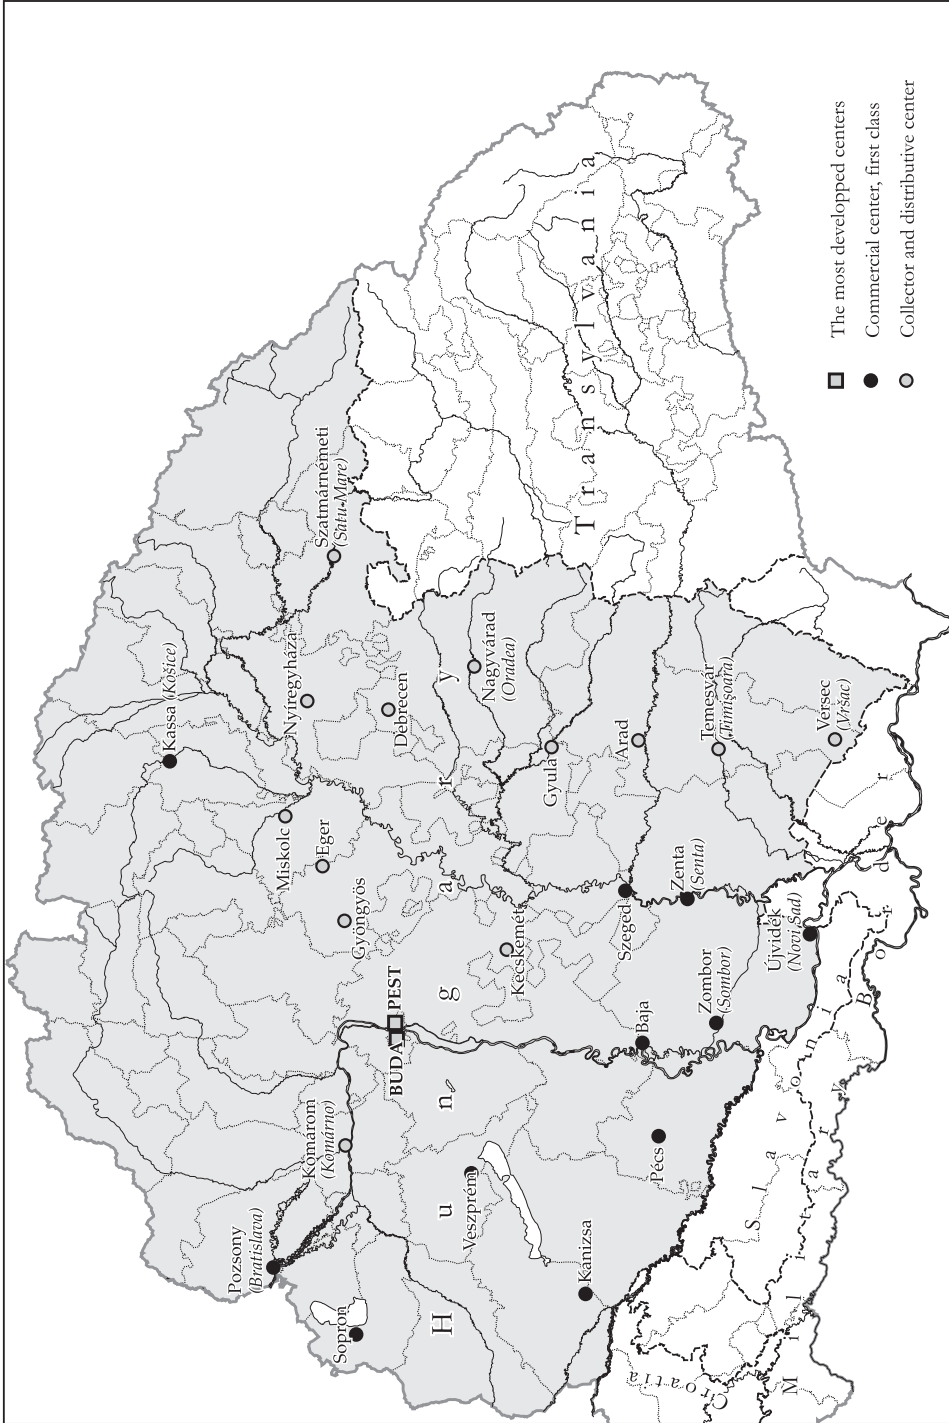 Kassa (Košice)
Pozsony
(Bratislava)
Miskolc
Nyíregyháza
Szatmárnémeti
(Satu-Mare)
Eger
Komárom
(Komárno)
Gyöngyös
Sopron
Debrecen
BUDA
PEST
Hungary
Veszprém
Nagyvárad
(Oradea)
Kecskemét
Gyula
Transylvania
Kanizsa
Szeged
Arad
Baja
Pécs
Zenta
(Senta)
Zombor
(Sombor)
Temesvár
(Timişoara)
Újvidék
(Novi Sad)
Versec
(Vršac)
Croatia
Slavonia
Military Border
The most developped centers
Commercial center, first class
Collector and distributive center